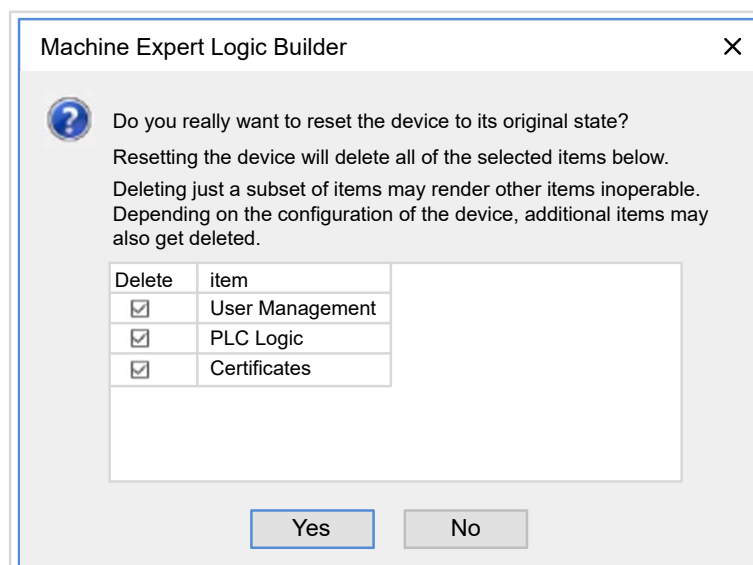 Machine Expert Logic Builder
Do you really want to reset the device to its original state?
Resetting the device will delete all of the selected items below.
Deleting just a subset of items may render other items inoperable.
Depending on the configuration of the device, additional items may
also get deleted.
Delete item
User Management
PLC Logic
Certificates
Yes No